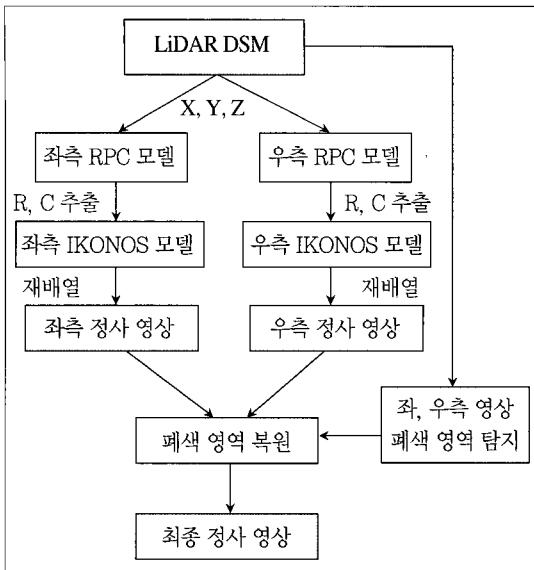 LiDAR DSM
X, Y, Z
좌측 RPC 모델
우측 RPC 모델
R, C 추출
R, C 추출
좌측 IKONOS 모델
우측 IKONOS 모델
재배열
재배열
좌측 정사 영상
우측 정사 영상
좌, 우측 영상
폐색 영역 탐지
폐색 영역 복원
최종 정사 영상